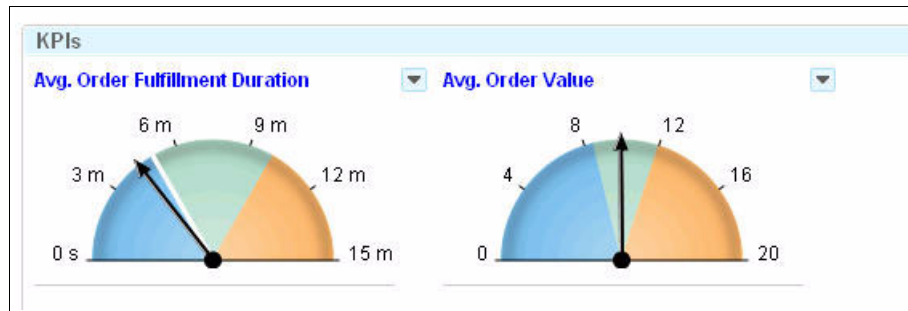 KPIs
Avg. Order Fulfillment Duration
Avg. Order Value
6 m
9 m
3 m
12 m
0 s
15 m
8
12
4
16
0
20